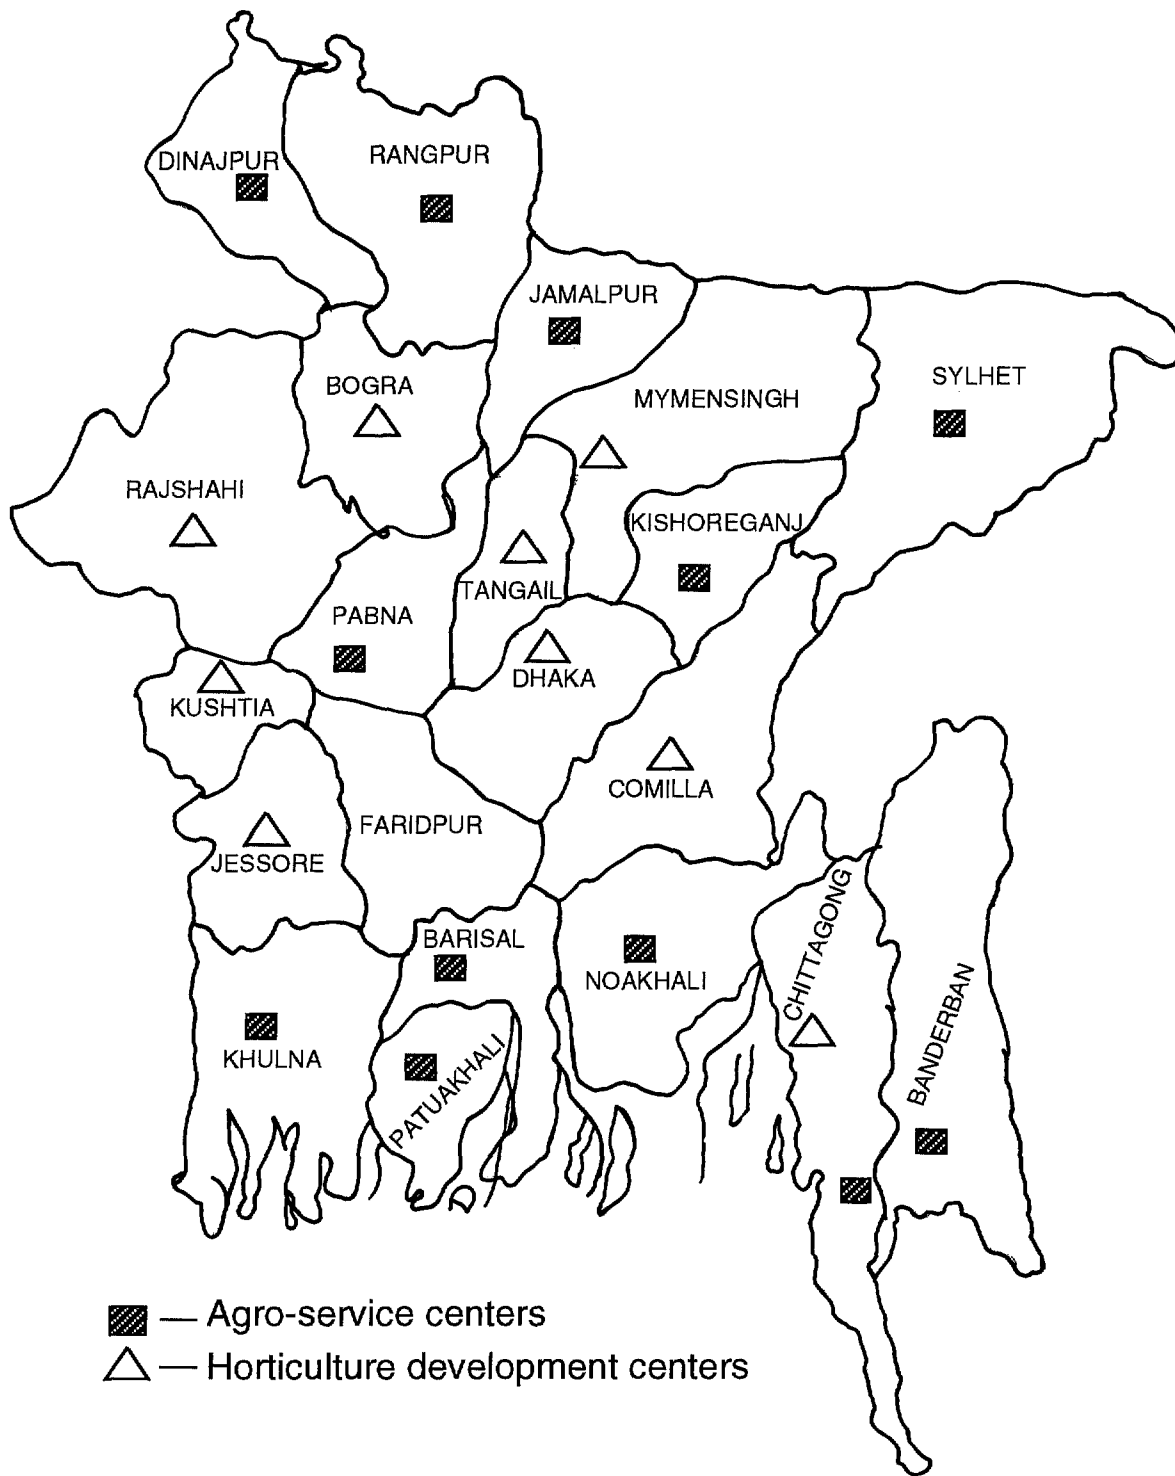 DINAJPUR
RANGPUR
JAMALPUR
BOGRA
MYMENSINGH
SYLHET
RAJSHAHI
KISHOREGANJ
TANGAIL
PABNA
DHAKA
KUSHTIA
COMILLA
FARIDPUR
JESSORE
CHITTAGONG
BARISAL
NOAKHALI
BANDERBAN
KHULNA
PATUAKHALI
— Agro-service centers
— Horticulture development centers